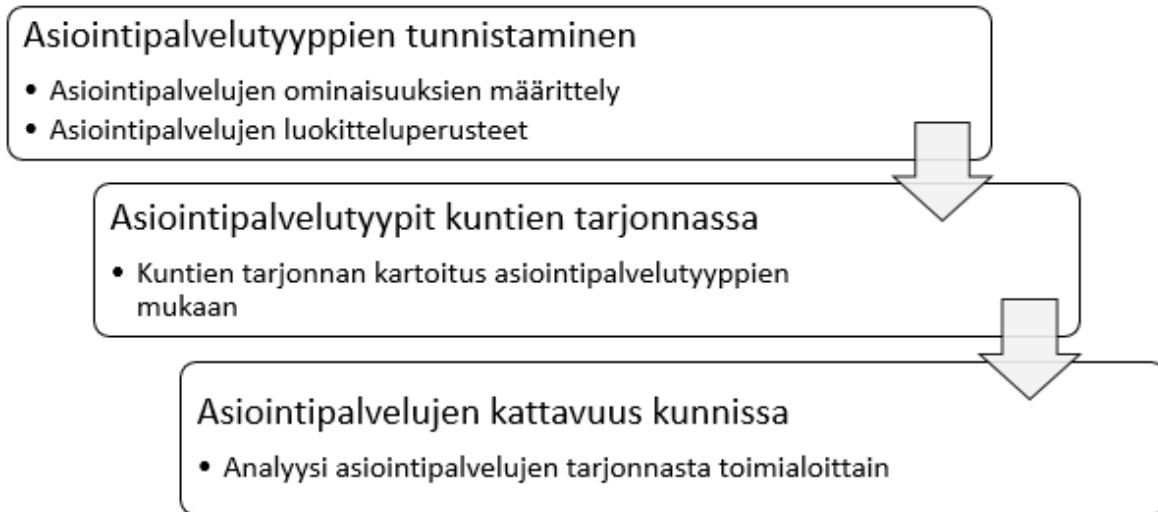 Asiointipalvelutyyppien tunnistaminen
• Asiointipalvelujen ominaisuuksien määrittely
• Asiointipalvelujen luokitteluperusteet
Asiointipalvelutyypit kuntien tarjonnassa
• Kuntien tarjonnan kartoitus asiointipalvelutyyppien
mukaan
Asiointipalvelujen kattavuus kunnissa
• Analyysi asiointipalvelujen tarjonnasta toimialoittain